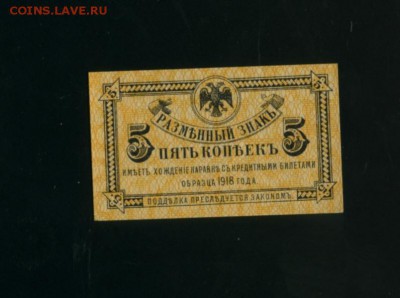 COINS.LAVE.RU
РАЗМѢННЫЙ ЗНАКЪ
5 ПЯТЬ КОПѢЕКЪ 5
ИМѢЕТЪ ХОЖДЕНІЕ НАРАВНѢ СЪ КРЕДИТНЫМИ БИЛЕТАМИ
ОБРАЗЦА 1918 ГОДА.
ПОДДѢЛКА ПРЕСЛѢДУЕТСЯ ЗАКОНОМЪ.